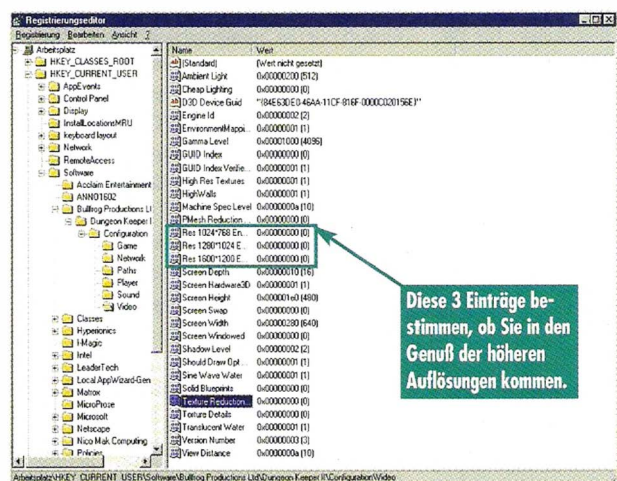 Registrierungseditor
Registrierung Bearbeiten Ansicht ?
Arbeitsplatz
HKEY_CLASSES_ROOT
HKEY_CURRENT_USER
AppEvents
Control Panel
Display
InstallLocationsMRU
keyboard layout
Network
RemoteAccess
Software
Acclaim Entertainment
ANNO1602
Bullfrog Productions Lt
Dungeon Keeper I
Configuration
Game
Network
Paths
Player
Sound
Video
Classes
Hyperionics
I-Magic
Intel
LeaderTech
Local AppWizard-Gen
Matrox
MicroProse
Microsoft
Netscape
Nico Mak Computing
Policies
Name Wert
(Standard) (Wert nicht gesetzt)
Ambient Light 0x00000200 (512)
Cheap Lighting 0x00000000 (0)
D3D Device Guid "{84E63DE0-46AA-11CF-816F-0000C020156E}"
Engine Id 0x00000002 (2)
EnvironmentMappi... 0x00000001 (1)
Gamma Level 0x00001000 (4096)
GUID Index 0x00000000 (0)
GUID Index Verifie... 0x00000001 (1)
High Res Textures 0x00000001 (1)
HighWalls 0x00000001 (1)
Machine Spec Level 0x0000000a (10)
PMesh Reduction... 0x00000000 (0)
Res 1024*768 En... 0x00000000 (0)
Res 1280*1024 E... 0x00000000 (0)
Res 1600*1200 E... 0x00000000 (0)
Screen Depth 0x00000010 (16)
Screen Hardware3D 0x00000001 (1)
Screen Height 0x000001e0 (480)
Screen Swap 0x00000000 (0)
Screen Width 0x00000280 (640)
Screen Windowed 0x00000000 (0)
Shadow Level 0x00000002 (2)
Should Draw Opt... 0x00000001 (1)
Sine Wave Water 0x00000001 (1)
Solid Blueprints 0x00000000 (0)
Texture Reduction... 0x00000000 (0)
Torture Details 0x00000000 (0)
Translucent Water 0x00000001 (1)
Version Number 0x00000003 (3)
View Distance 0x0000000a (10)
Diese 3 Einträge be-
stimmen, ob Sie in den
Genuß der höheren
Auflösungen kommen.
Arbeitsplatz\HKEY_CURRENT_USER\Software\Bullfrog Productions Ltd\Dungeon Keeper II\Configuration\Video